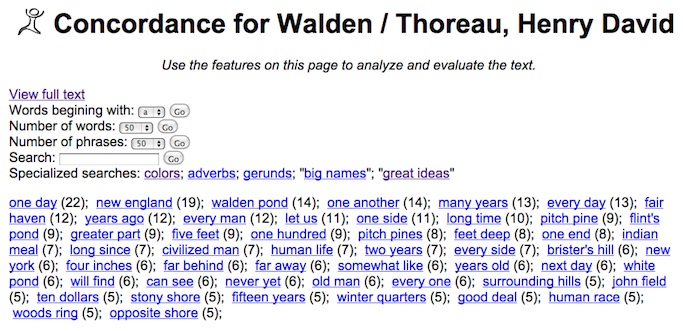 Concordance for Walden / Thoreau, Henry David
Use the features on this page to analyze and evaluate the text.
View full text
Words begining with: a Go
Number of words: 50 Go
Number of phrases: 50 Go
Search: Go
Specialized searches: colors; adverbs; gerunds; "big names"; "great ideas"
one day (22); new england (19); walden pond (14); one another (14); many years (13); every day (13); fair
haven (12); years ago (12); every man (12); let us (11); one side (11); long time (10); pitch pine (9); flint's
pond (9); greater part (9); five feet (9); one hundred (9); pitch pines (8); feet deep (8); one end (8); indian
meal (7); long since (7); civilized man (7); human life (7); two years (7); every side (7); brister's hill (6); new
york (6); four inches (6); far behind (6); far away (6); somewhat like (6); years old (6); next day (6); white
pond (6); will find (6); can see (6); never yet (6); old man (6); every one (6); surrounding hills (5); john field
(5); ten dollars (5); stony shore (5); fifteen years (5); winter quarters (5); good deal (5); human race (5);
woods ring (5); opposite shore (5);